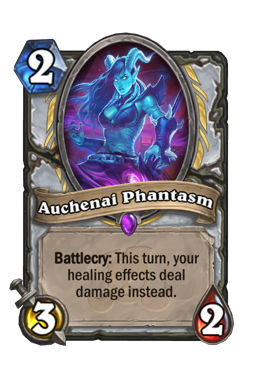 2
Auchenai Phantasm
Battlecry: This turn, your
healing effects deal
damage instead.
3 2